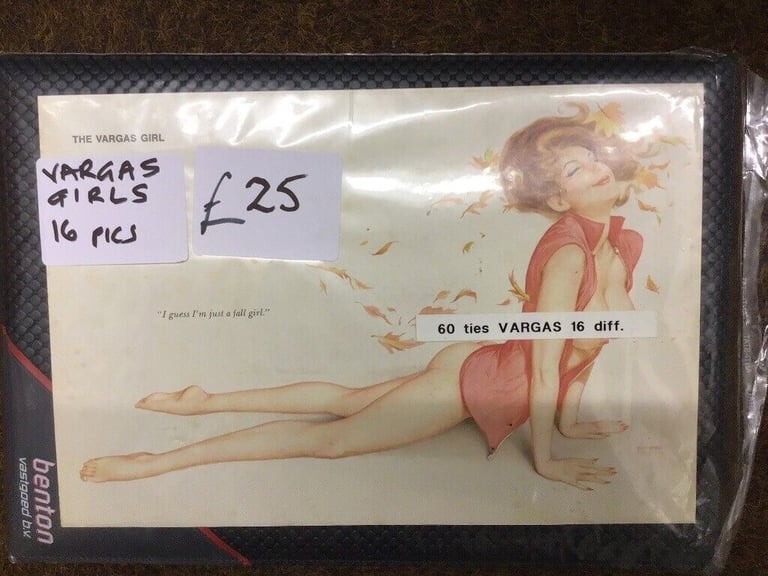 THE VARGAS GIRL
VARGAS
GIRLS
16 PICS
£25
"I guess I'm just a fall girl."
60 ties VARGAS 16 diff.
benton
vastgoed b.v.